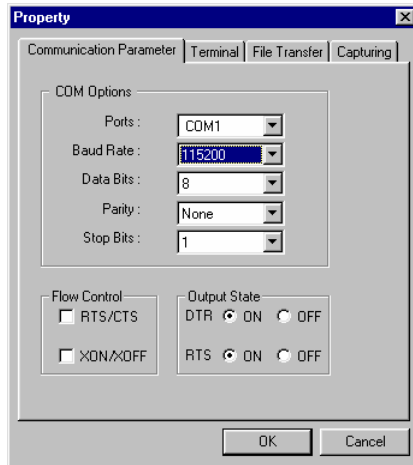 Property
Communication Parameter Terminal File Transfer Capturing
COM Options
Ports : COM1
Baud Rate : 115200
Data Bits : 8
Parity : None
Stop Bits : 1
Flow Control Output State
RTS/CTS DTR ON OFF
XON/XOFF RTS ON OFF
OK Cancel